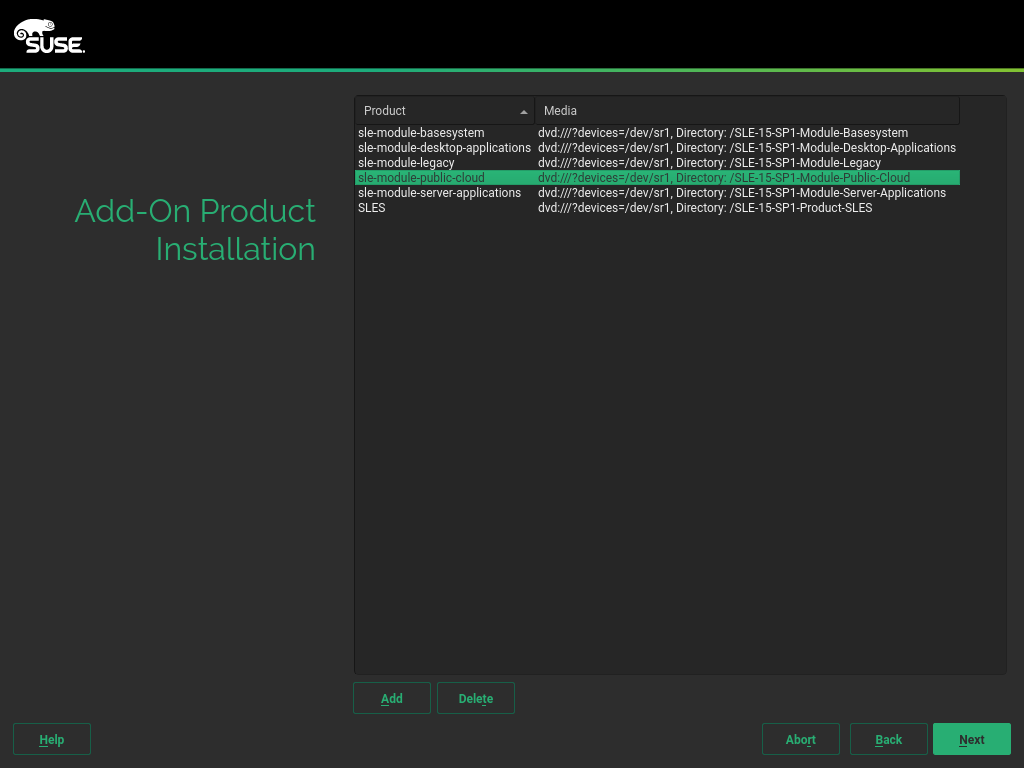 SUSE.
Add-On Product
Installation
Product Media
sle-module-basesystem dvd:///?devices=/dev/sr1, Directory: /SLE-15-SP1-Module-Basesystem
sle-module-desktop-applications dvd:///?devices=/dev/sr1, Directory: /SLE-15-SP1-Module-Desktop-Applications
sle-module-legacy dvd:///?devices=/dev/sr1, Directory: /SLE-15-SP1-Module-Legacy
sle-module-public-cloud dvd:///?devices=/dev/sr1, Directory: /SLE-15-SP1-Module-Public-Cloud
sle-module-server-applications dvd:///?devices=/dev/sr1, Directory: /SLE-15-SP1-Module-Server-Applications
SLES dvd:///?devices=/dev/sr1, Directory: /SLE-15-SP1-Product-SLES
Add Delete
Help Abort Back Next